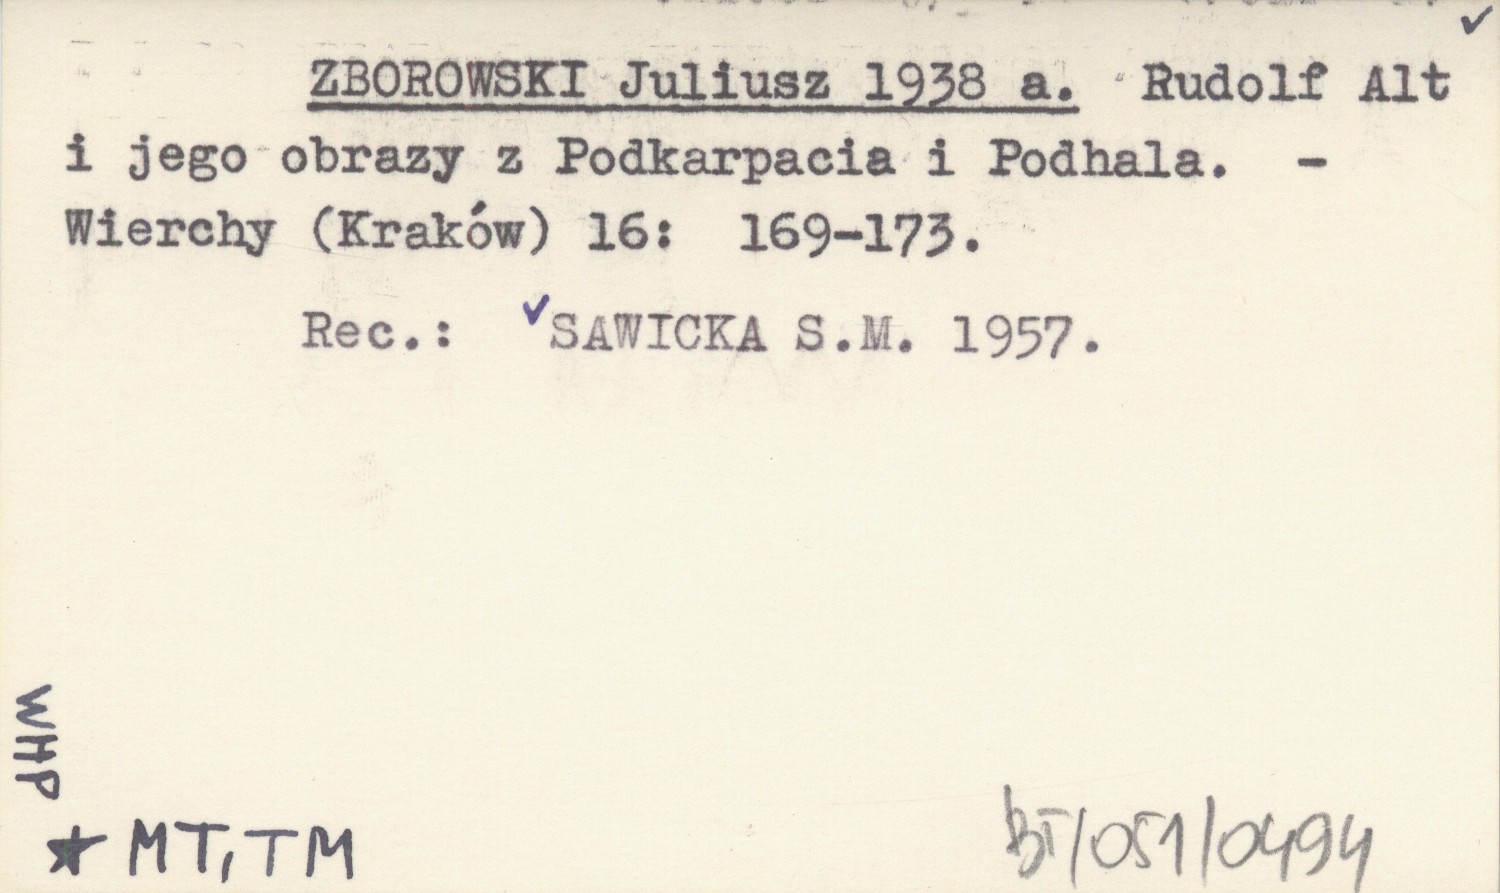 ZBOROWSKI Juliusz 1938 a. Rudolf Alt
i jego obrazy z Podkarpacia i Podhala. –
Wierchy (Kraków) 16: 169–173.
Rec.: ✓SAWICKA S.M. 1957.
WHP
★ MT, TM
BT/051/0494